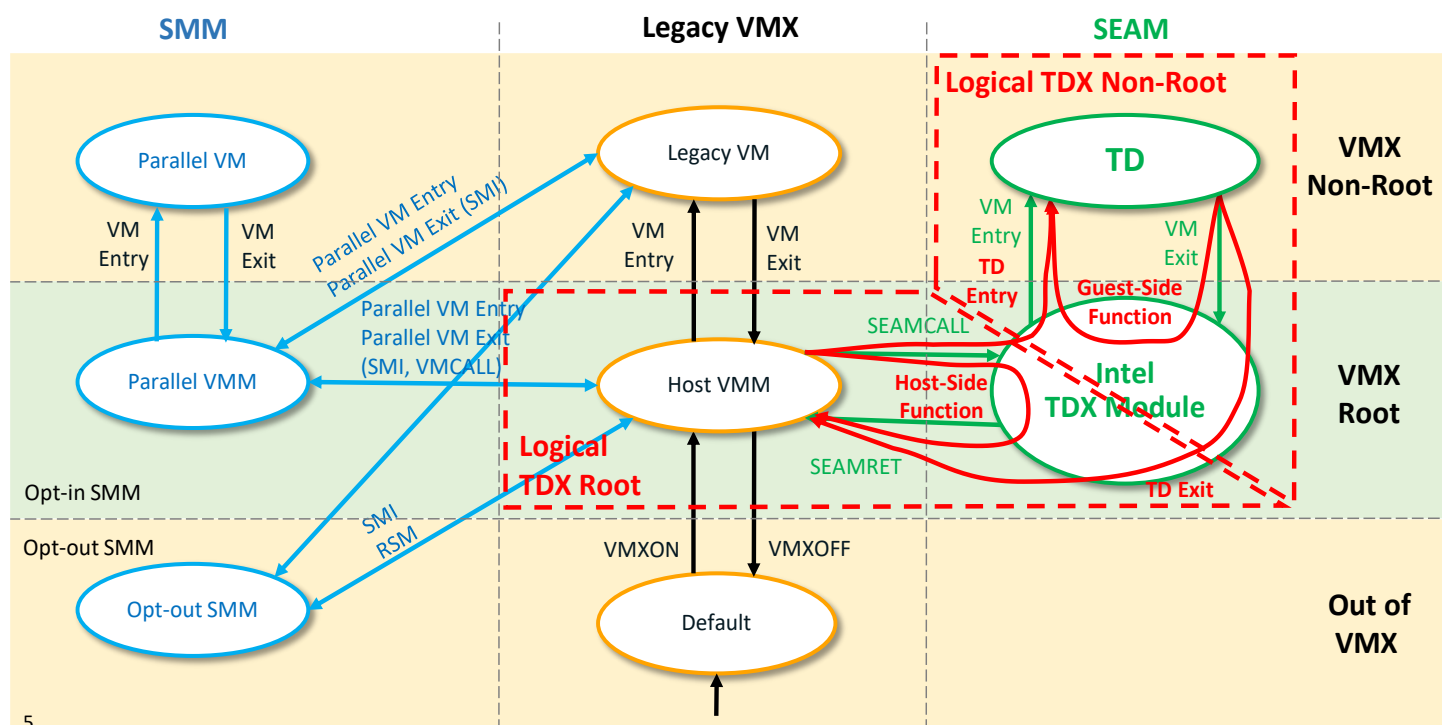 SMM
Legacy VMX
SEAM
Logical TDX Non-Root
Parallel VM
Legacy VM
TD
VMX
Non-Root
Parallel VM Entry
Parallel VM Exit (SMI)
VM
Entry
VM
Exit
VM
Entry
VM
Exit
VM
Entry
TD
Entry
VM
Exit
Guest-Side
Function
Parallel VM Entry
Parallel VM Exit
(SMI, VMCALL)
SEAMCALL
Parallel VMM
Host VMM
Host-Side
Function
Intel
TDX Module
VMX
Root
Logical
TDX Root
SEAMRET
TD Exit
Opt-in SMM
Opt-out SMM
SMI
RSM
VMXON
VMXOFF
Opt-out SMM
Default
Out of
VMX
5